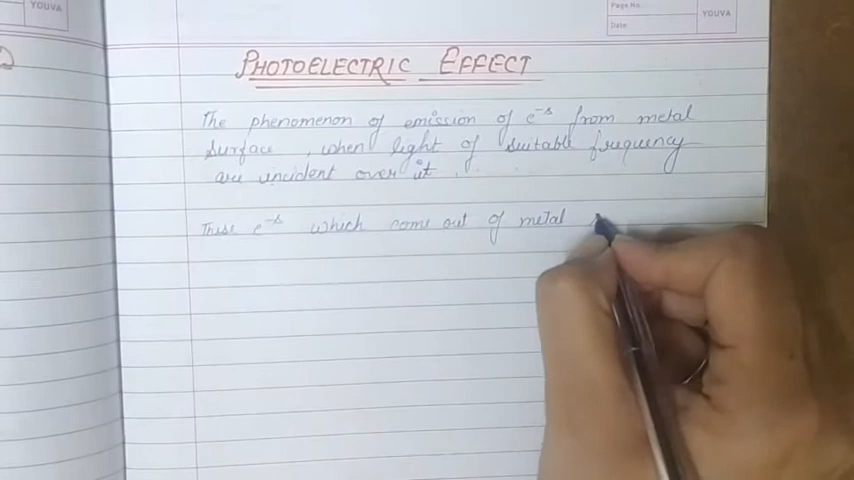 YOUVA
Page No.
Date:
YOUVA
PHOTOELECTRIC EFFECT
The phenomenon of emission of e⁻s from metal
surface, when light of suitable frequency
are incident over it.
These e⁻s which come out of metal